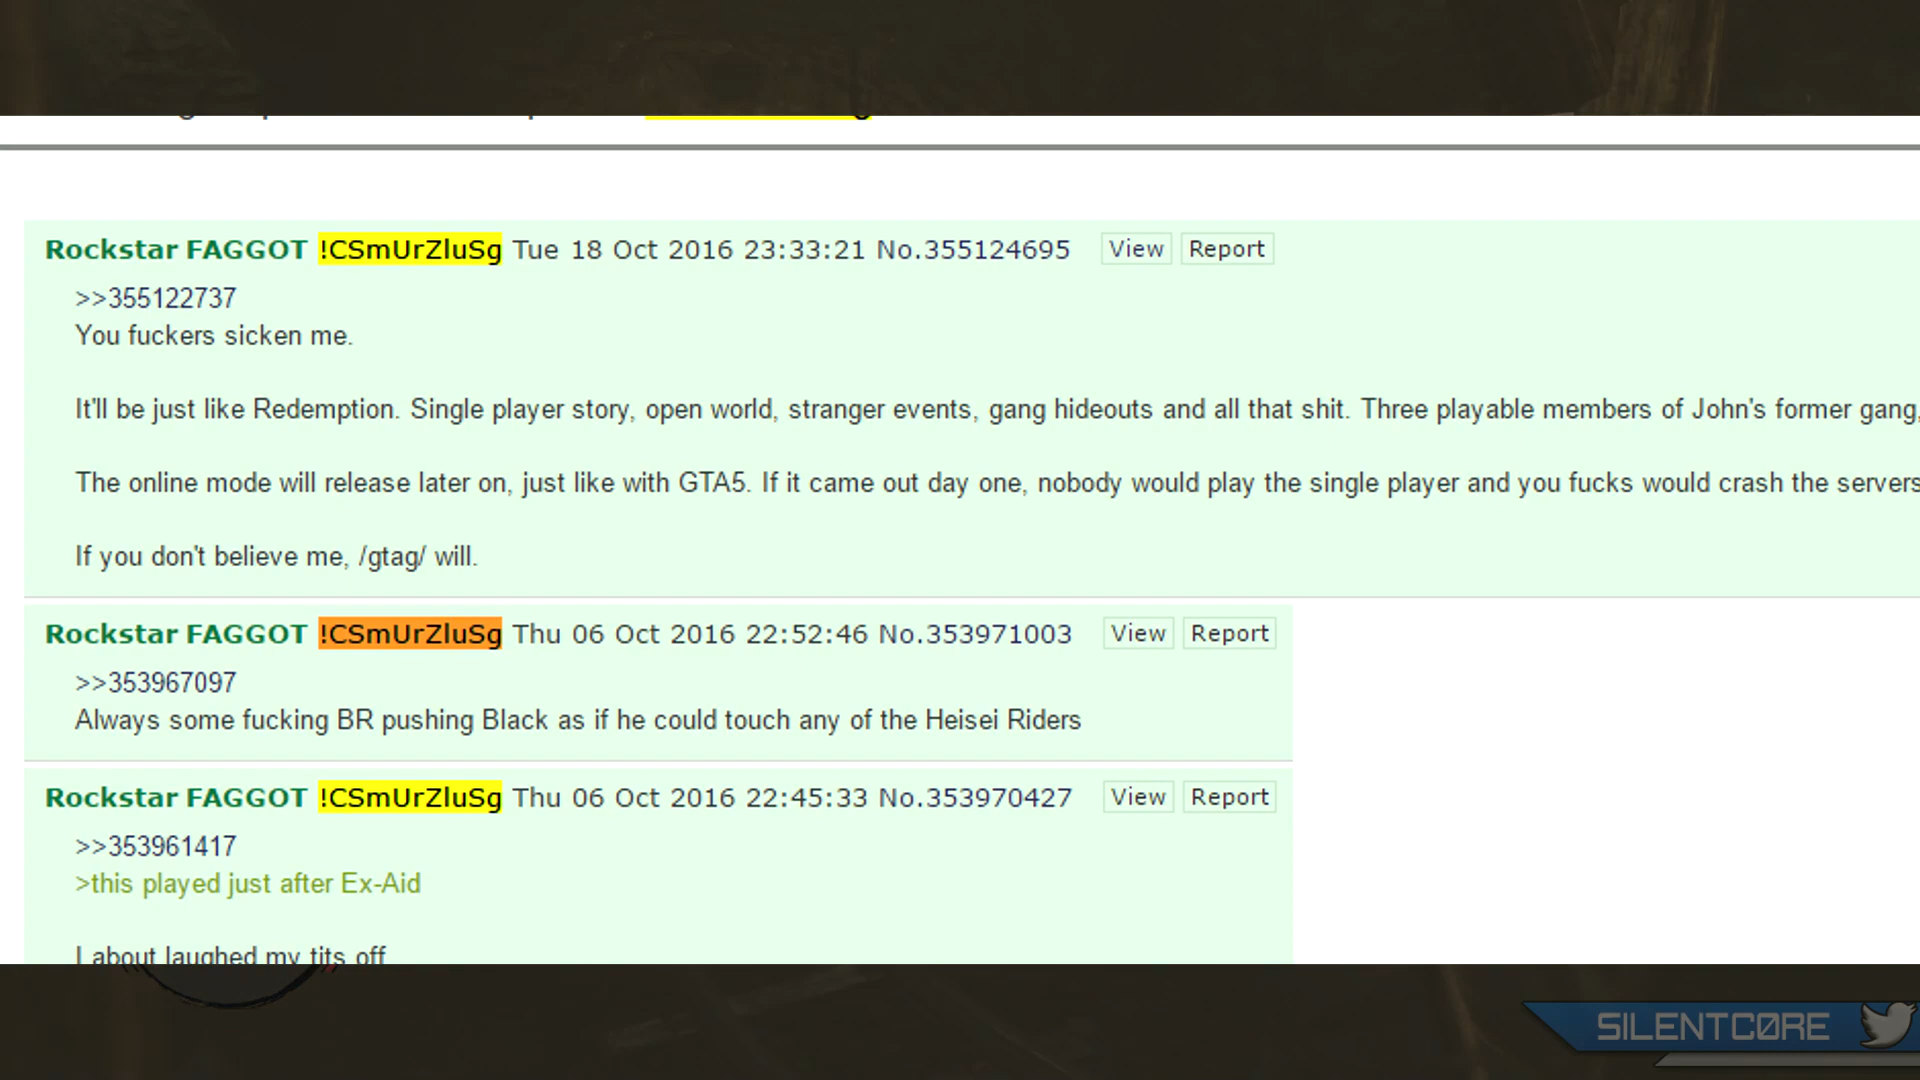 Rockstar FAGGOT !CSmUrZluSg Tue 18 Oct 2016 23:33:21 No.355124695 View Report
>>355122737
You fuckers sicken me.
It'll be just like Redemption. Single player story, open world, stranger events, gang hideouts and all that shit. Three playable members of John's former gang,
The online mode will release later on, just like with GTA5. If it came out day one, nobody would play the single player and you fucks would crash the servers
If you don't believe me, /gtag/ will.
Rockstar FAGGOT !CSmUrZluSg Thu 06 Oct 2016 22:52:46 No.353971003 View Report
>>353967097
Always some fucking BR pushing Black as if he could touch any of the Heisei Riders
Rockstar FAGGOT !CSmUrZluSg Thu 06 Oct 2016 22:45:33 No.353970427 View Report
>>353961417
>this played just after Ex-Aid
I about laughed my tits off
SILENTCØRE